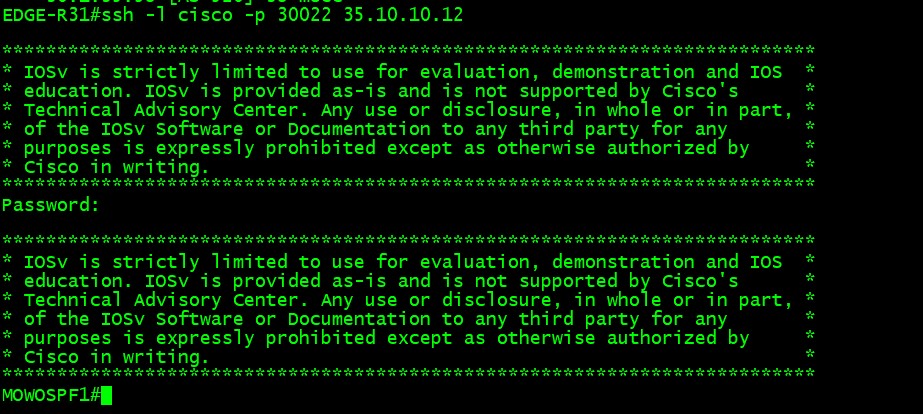 EDGE-R31#ssh -l cisco -p 30022 35.10.10.12
**************************************************************************
* IOSv is strictly limited to use for evaluation, demonstration and IOS  *
* education. IOSv is provided as-is and is not supported by Cisco's      *
* Technical Advisory Center. Any use or disclosure, in whole or in part, *
* of the IOSv Software or Documentation to any third party for any       *
* purposes is expressly prohibited except as otherwise authorized by     *
* Cisco in writing.                                                      *
**************************************************************************
Password:
**************************************************************************
* IOSv is strictly limited to use for evaluation, demonstration and IOS  *
* education. IOSv is provided as-is and is not supported by Cisco's      *
* Technical Advisory Center. Any use or disclosure, in whole or in part, *
* of the IOSv Software or Documentation to any third party for any       *
* purposes is expressly prohibited except as otherwise authorized by     *
* Cisco in writing.                                                      *
**************************************************************************
MOWOSPF1#